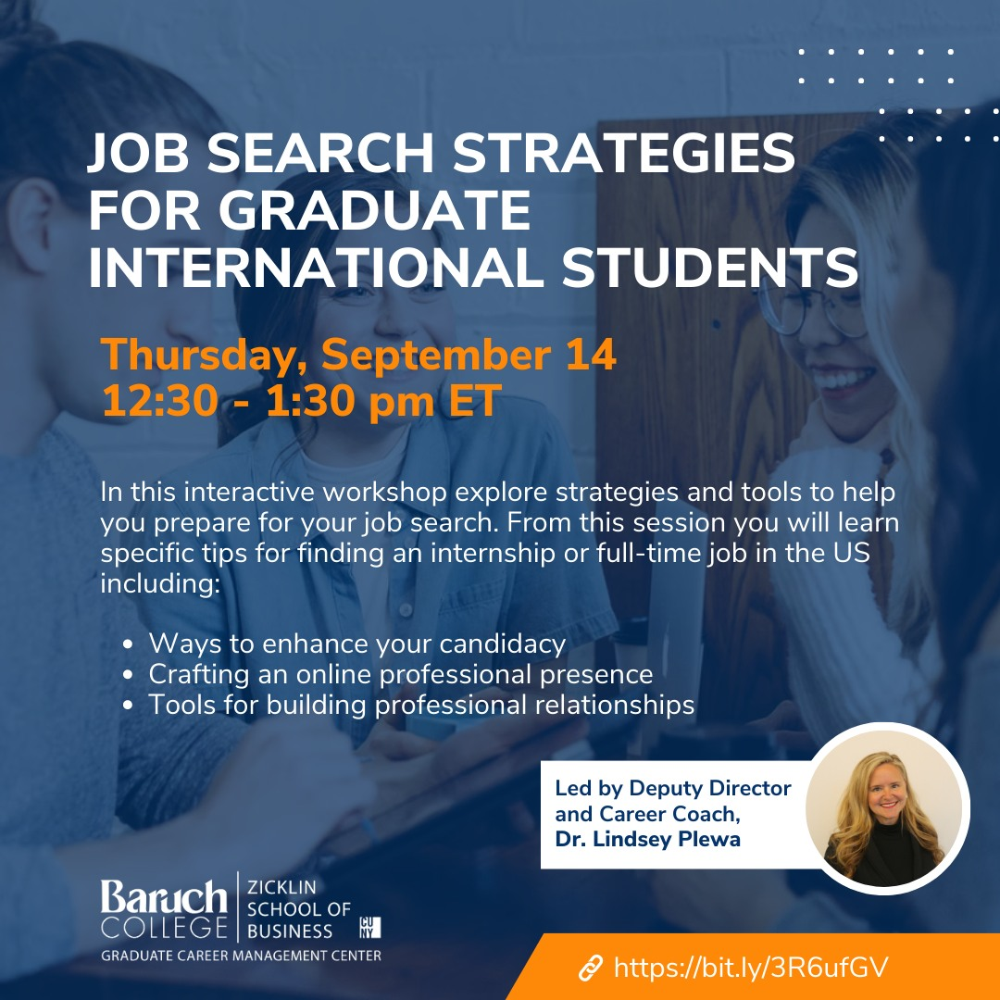 JOB SEARCH STRATEGIES
FOR GRADUATE
INTERNATIONAL STUDENTS
Thursday, September 14
12:30 - 1:30 pm ET
In this interactive workshop explore strategies and tools to help
you prepare for your job search. From this session you will learn
specific tips for finding an internship or full-time job in the US
including:
• Ways to enhance your candidacy
• Crafting an online professional presence
• Tools for building professional relationships
Led by Deputy Director
and Career Coach,
Dr. Lindsey Plewa
Baruch
COLLEGE
ZICKLIN
SCHOOL OF
BUSINESS
CU
NY
GRADUATE CAREER MANAGEMENT CENTER
https://bit.ly/3R6ufGV